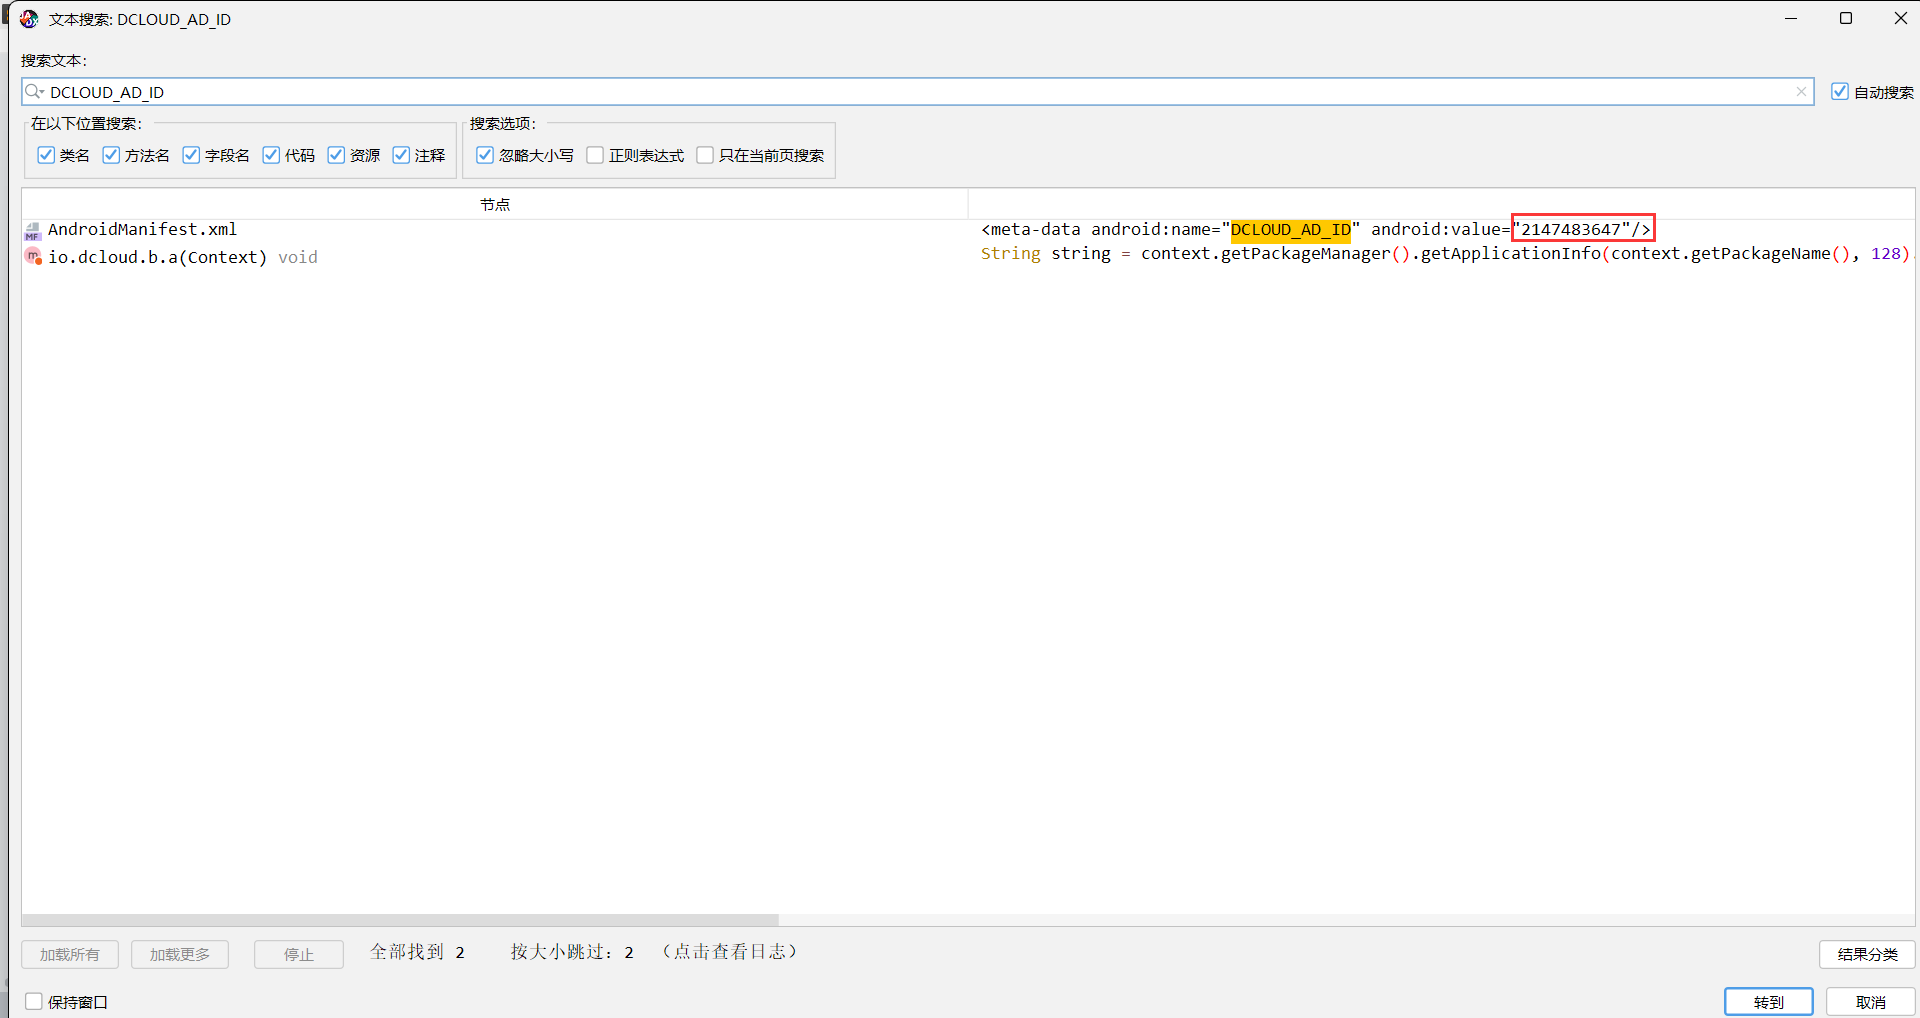 文本搜索: DCLOUD_AD_ID
搜索文本：
DCLOUD_AD_ID
自动搜索
在以下位置搜索：
类名 方法名 字段名 代码 资源 注释
搜索选项：
忽略大小写 正则表达式 只在当前页搜索
节点
AndroidManifest.xml
<meta-data android:name="DCLOUD_AD_ID" android:value="2147483647"/>
io.dcloud.b.a(Context) void
String string = context.getPackageManager().getApplicationInfo(context.getPackageName(), 128)
加载所有 加载更多 停止 全部找到 2 按大小跳过：2 （点击查看日志） 结果分类
保持窗口 转到 取消